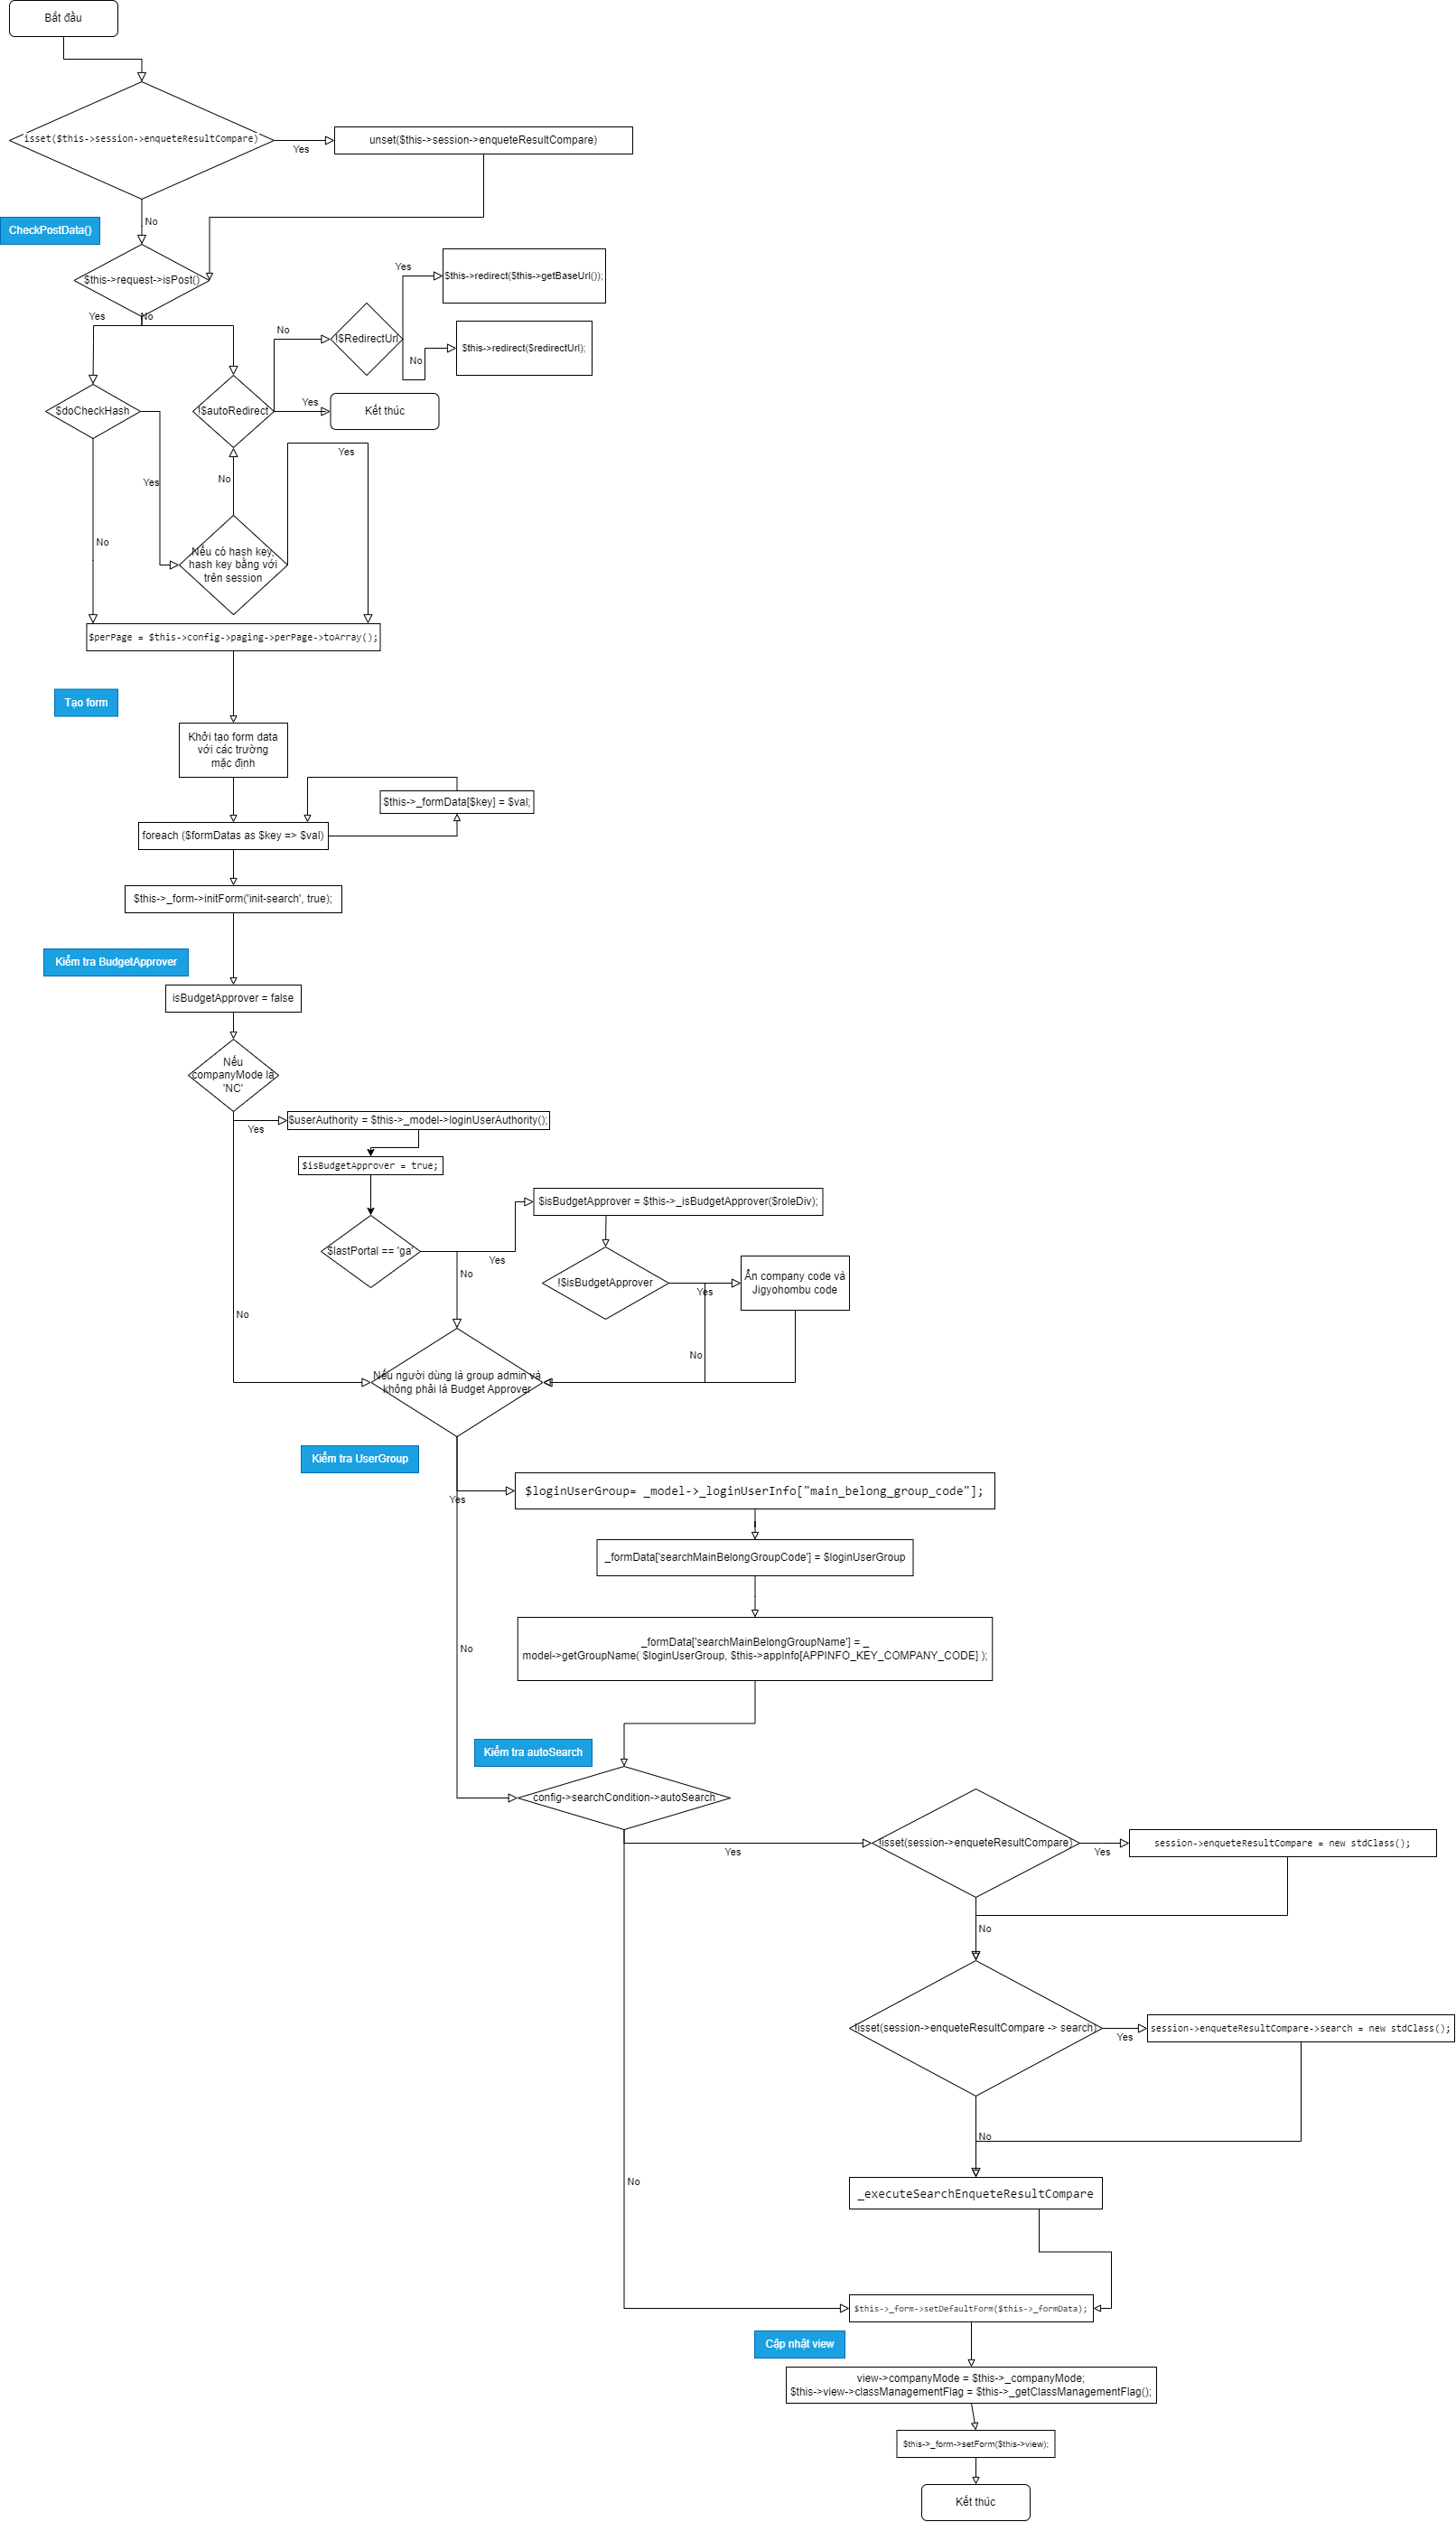 Bắt đầu
isset($this->session->enqueteResultCompare)
Yes
unset($this->session->enqueteResultCompare)
No
CheckPostData()
$this->request->isPost()
Yes
No
Yes
$this->redirect($this->getBaseUrl());
No
!$RedirectUrl
No
$this->redirect($redirectUrl);
$doCheckHash
!$autoRedirect
Yes
Kết thúc
Yes
No
Yes
No
Nếu có hash key,
hash key bằng với
trên session
$perPage = $this->config->paging->perPage->toArray();
Tạo form
Khởi tạo form data
với các trường
mặc định
$this->_formData[$key] = $val;
foreach ($formDatas as $key => $val)
$this->_form->initForm('init-search', true);
Kiểm tra BudgetApprover
isBudgetApprover = false
Nếu
companyMode là
'NC'
Yes
$userAuthority = $this->_model->loginUserAuthority();
$isBudgetApprover = true;
$isBudgetApprover = $this->_isBudgetApprover($roleDiv);
$lastPortal == 'ga'
Yes
No
!$isBudgetApprover
Yes
Ẩn company code và
Jigyohombu code
No
No
Nếu người dùng là group admin và
không phải là Budget Approver
Kiểm tra UserGroup
Yes
$loginUserGroup= _model->_loginUserInfo["main_belong_group_code"];
_formData['searchMainBelongGroupCode'] = $loginUserGroup
No
_formData['searchMainBelongGroupName'] = _
model->getGroupName( $loginUserGroup, $this->appInfo[APPINFO_KEY_COMPANY_CODE] );
Kiểm tra autoSearch
config->searchCondition->autoSearch
Yes
!isset(session->enqueteResultCompare)
Yes
session->enqueteResultCompare = new stdClass();
No
!isset(session->enqueteResultCompare -> search)
Yes
session->enqueteResultCompare->search = new stdClass();
No
No
_executeSearchEnqueteResultCompare
$this->_form->setDefaultForm($this->_formData);
Cập nhật view
view->companyMode = $this->_companyMode;
$this->view->classManagementFlag = $this->_getClassManagementFlag();
$this->_form->setForm($this->view);
Kết thúc